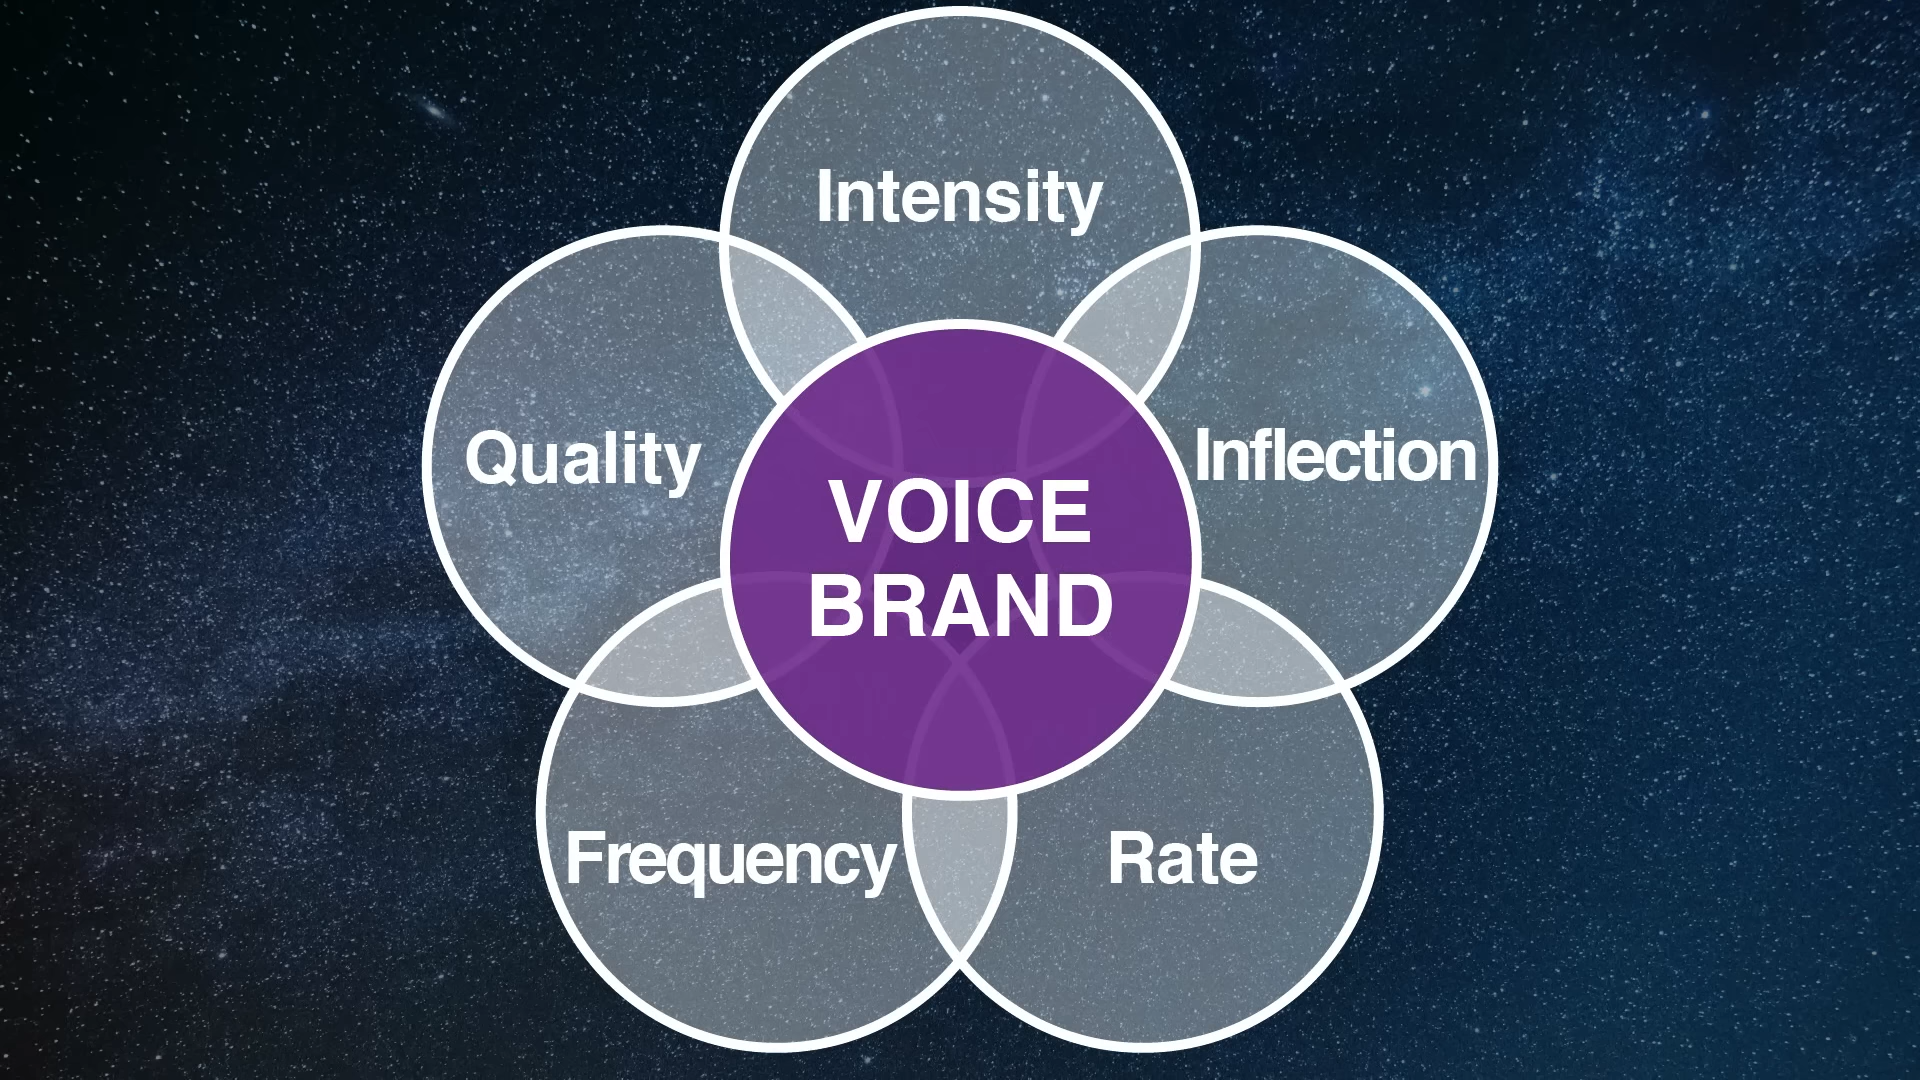 Intensity
Quality
Inflection
VOICE
BRAND
Frequency
Rate